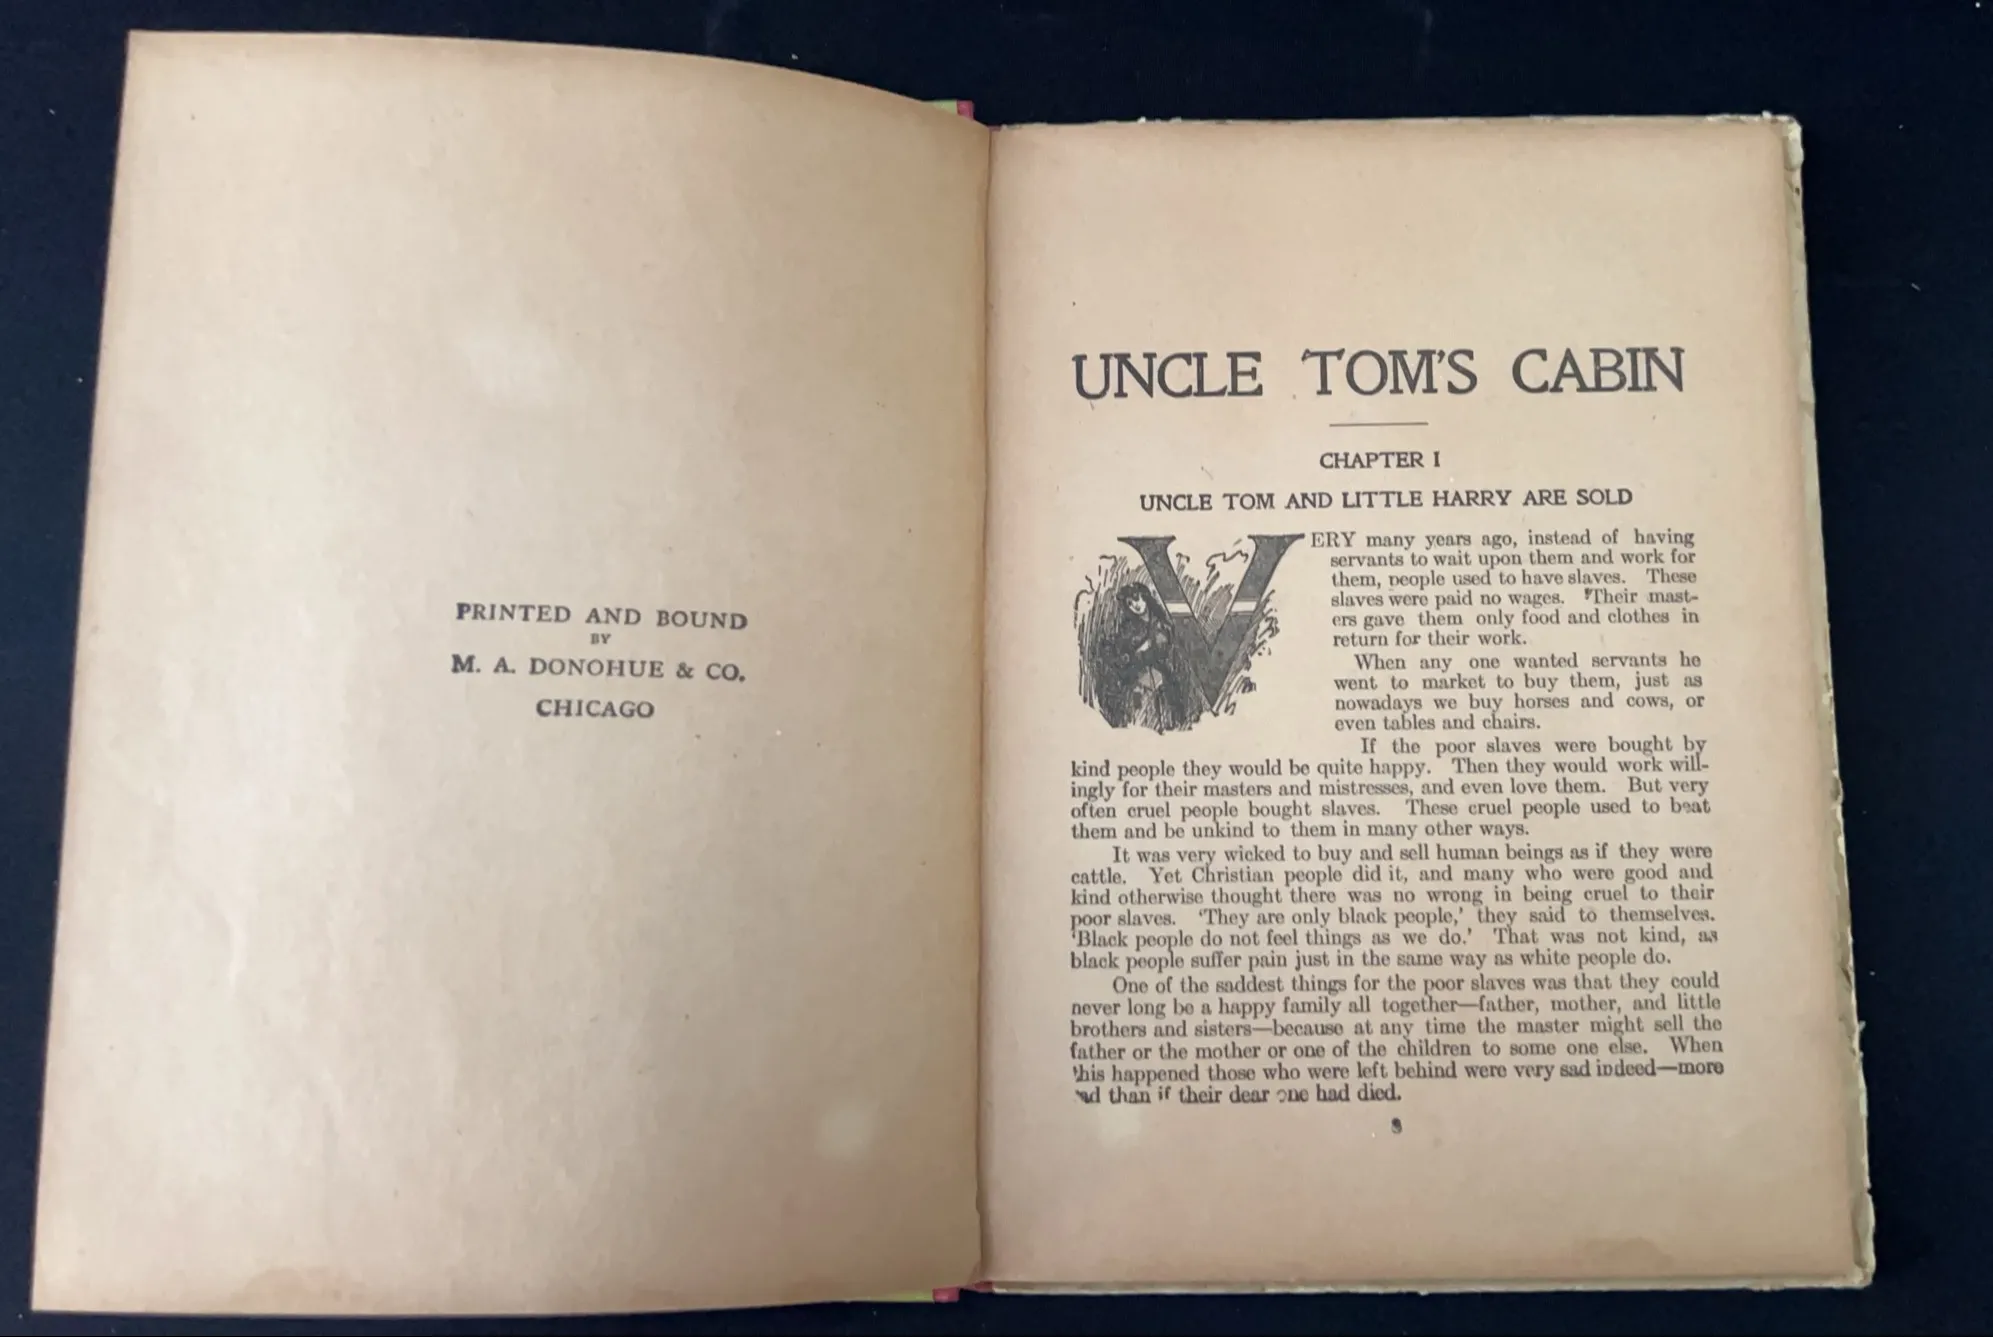 PRINTED AND BOUND
BY
M. A. DONOHUE & CO.
CHICAGO
UNCLE TOM'S CABIN
CHAPTER I
UNCLE TOM AND LITTLE HARRY ARE SOLD
VERY many years ago, instead of having
servants to wait upon them and work for
them, people used to have slaves. These
slaves were paid no wages. Their mast-
ers gave them only food and clothes in
return for their work.
When any one wanted servants he
went to market to buy them, just as
nowadays we buy horses and cows, or
even tables and chairs.
If the poor slaves were bought by
kind people they would be quite happy. Then they would work will-
ingly for their masters and mistresses, and even love them. But very
often cruel people bought slaves. These cruel people used to beat
them and be unkind to them in many other ways.
It was very wicked to buy and sell human beings as if they were
cattle. Yet Christian people did it, and many who were good and
kind otherwise thought there was no wrong in being cruel to their
poor slaves. 'They are only black people,' they said to themselves.
'Black people do not feel things as we do.' That was not kind, as
black people suffer pain just in the same way as white people do.
One of the saddest things for the poor slaves was that they could
never long be a happy family all together—father, mother, and little
brothers and sisters—because at any time the master might sell the
father or the mother or one of the children to some one else. When
this happened those who were left behind were very sad indeed—more
sad than if their dear one had died.